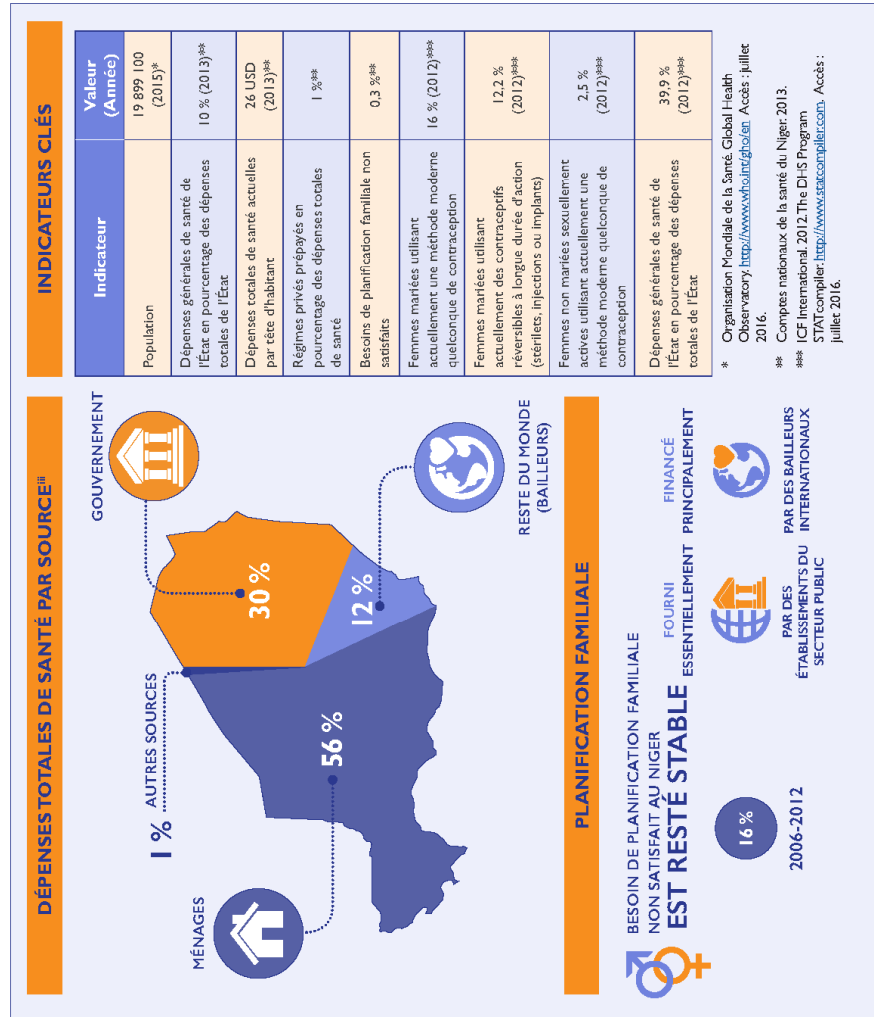 DÉPENSES TOTALES DE SANTÉ PAR SOURCEiii
MÉNAGES
1 % AUTRES SOURCES
GOUVERNEMENT
56 %
30 %
12 %
RESTE DU MONDE
(BAILLEURS)
PLANIFICATION FAMILIALE
BESOIN DE PLANIFICATION FAMILIALE
NON SATISFAIT AU NIGER
EST RESTÉ STABLE
16 %
2006-2012
FOURNI
ESSENTIELLEMENT
PAR DES
ÉTABLISSEMENTS DU
SECTEUR PUBLIC
FINANCÉ
PRINCIPALEMENT
PAR DES BAILLEURS
INTERNATIONAUX
INDICATEURS CLÉS
Indicateur
Valeur
(Année)
Population
19 899 100
(2015)*
Dépenses générales de santé de
l'État en pourcentage des dépenses
totales de l'État
10 % (2013)**
Dépenses totales de santé actuelles
par tête d'habitant
26 USD
(2013)**
Régimes privés prépayés en
pourcentage des dépenses totales
de santé
1 %**
Besoins de planification familiale non
satisfaits
0,3 %**
Femmes mariées utilisant
actuellement une méthode moderne
quelconque de contraception
16 % (2012)***
Femmes mariées utilisant
actuellement des contraceptifs
réversibles à longue durée d'action
(stérilets, injections ou implants)
12,2 %
(2012)***
Femmes non mariées sexuellement
actives utilisant actuellement une
méthode moderne quelconque de
contraception
2,5 %
(2012)***
Dépenses générales de santé de
l'État en pourcentage des dépenses
totales de l'État
39,9 %
(2012)***
* Organisation Mondiale de la Santé. Global Health
Observatory. http://www.who.int/gho/en Accès : juillet
2016.
** Comptes nationaux de la santé du Niger. 2013.
*** ICF International. 2012. The DHS Program
STATcompiler. http://www.statcompiler.com. Accès :
juillet 2016.